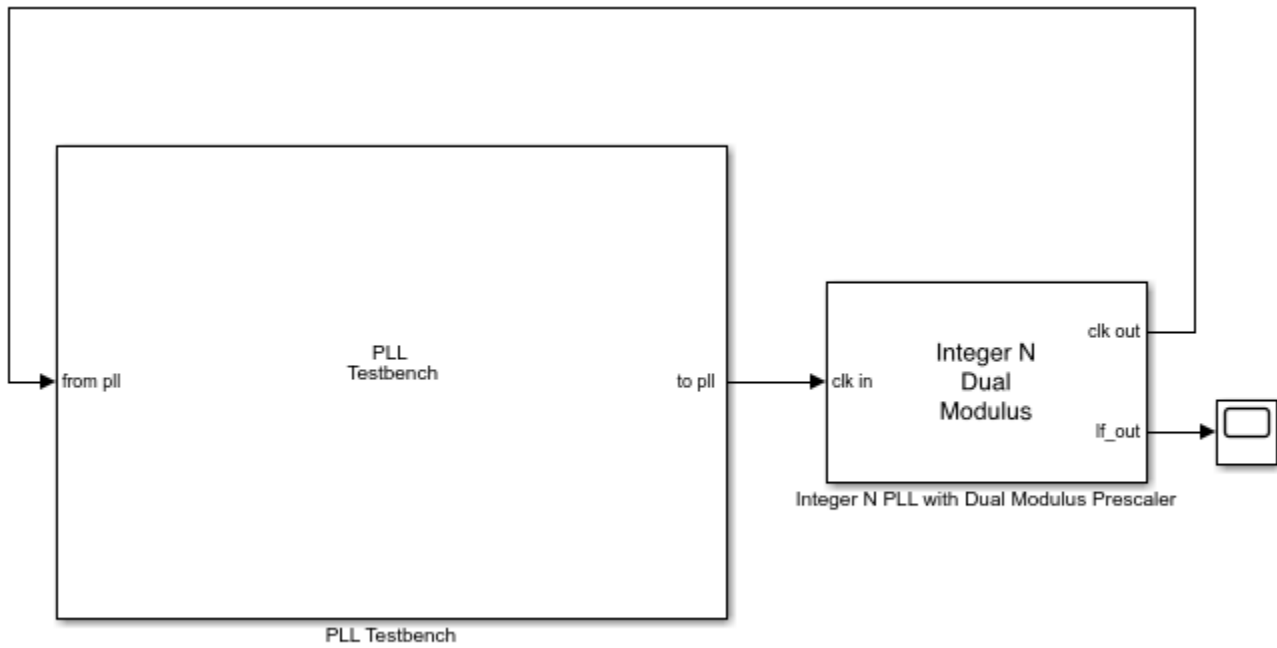 PLL
Testbench
from pll
to pll
PLL Testbench
clk in
Integer N
Dual
Modulus
clk out
lf_out
Integer N PLL with Dual Modulus Prescaler